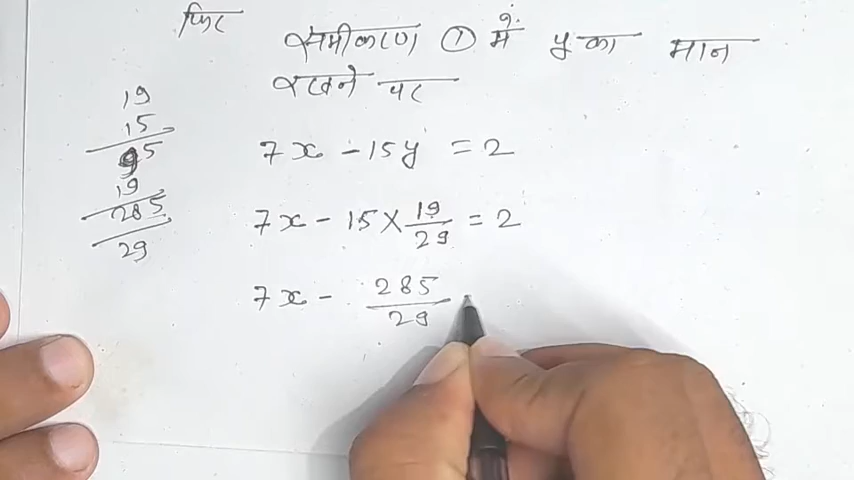 फिर
समीकरण ① में y का मान
रखने पर
19
15
95
19
285
29
7x - 15y = 2
7x - 15 × 19/29 = 2
7x - 285/29